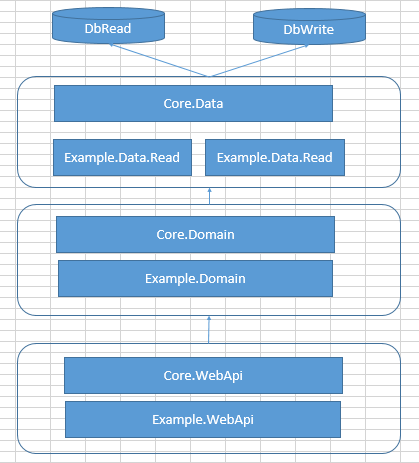 DbRead
DbWrite
Core.Data
Example.Data.Read
Example.Data.Read
Core.Domain
Example.Domain
Core.WebApi
Example.WebApi